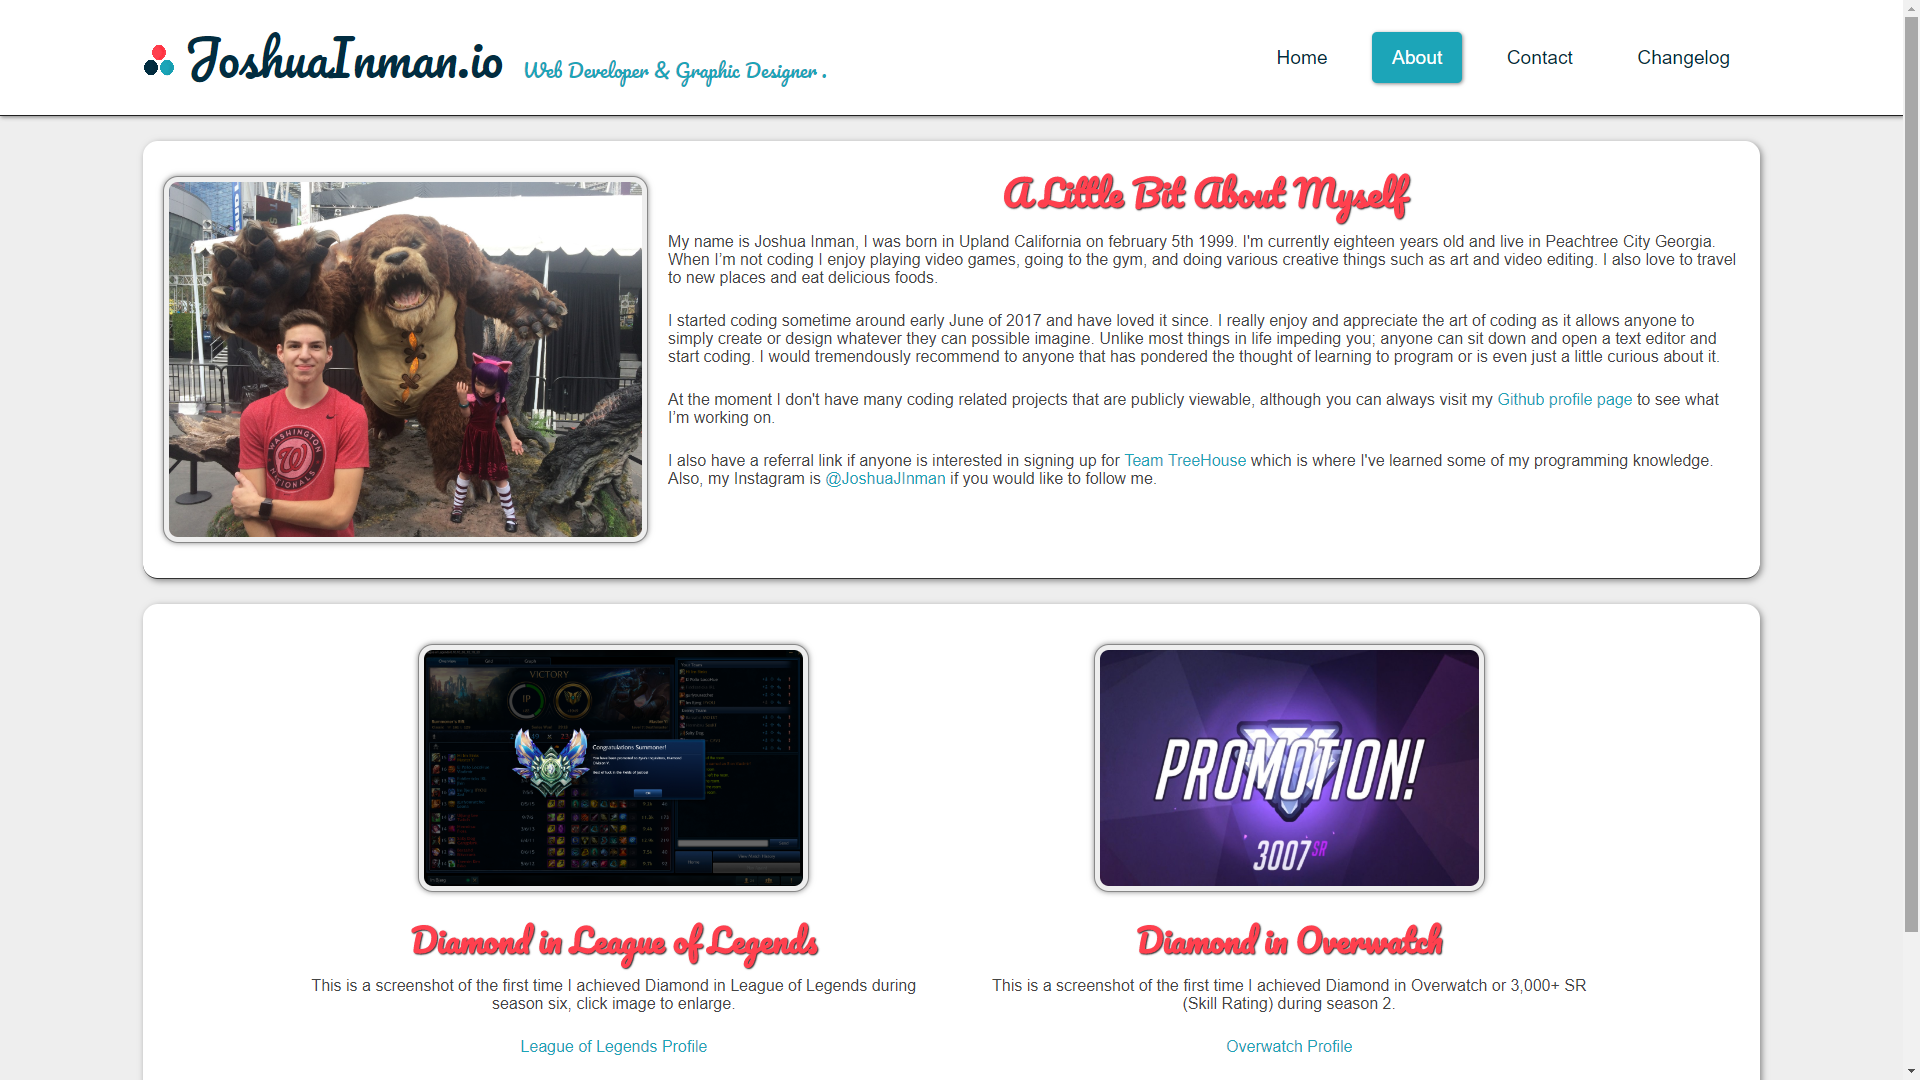 JoshuaInman.io
Web Developer & Graphic Designer .
Home
About
Contact
Changelog
A Little Bit About Myself
My name is Joshua Inman, I was born in Upland California on february 5th 1999. I'm currently eighteen years old and live in Peachtree City Georgia.
When I’m not coding I enjoy playing video games, going to the gym, and doing various creative things such as art and video editing. I also love to travel
to new places and eat delicious foods.
I started coding sometime around early June of 2017 and have loved it since. I really enjoy and appreciate the art of coding as it allows anyone to
simply create or design whatever they can possible imagine. Unlike most things in life impeding you; anyone can sit down and open a text editor and
start coding. I would tremendously recommend to anyone that has pondered the thought of learning to program or is even just a little curious about it.
At the moment I don't have many coding related projects that are publicly viewable, although you can always visit my Github profile page to see what
I’m working on.
I also have a referral link if anyone is interested in signing up for Team TreeHouse which is where I've learned some of my programming knowledge.
Also, my Instagram is @JoshuaJInman if you would like to follow me.
WASHINGTON
W
NATIONALS
VICTORY
IP
Congratulations Summoner!
PROMOTION!
3007 SR
Diamond in League of Legends
This is a screenshot of the first time I achieved Diamond in League of Legends during
season six, click image to enlarge.
League of Legends Profile
Diamond in Overwatch
This is a screenshot of the first time I achieved Diamond in Overwatch or 3,000+ SR
(Skill Rating) during season 2.
Overwatch Profile